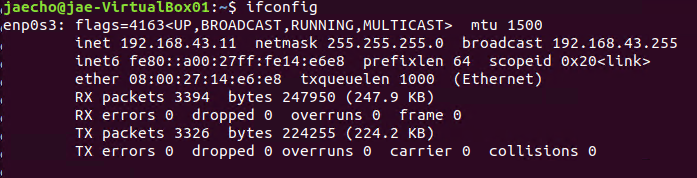 jaecho@jae-VirtualBox01:~$ ifconfig
enp0s3: flags=4163<UP,BROADCAST,RUNNING,MULTICAST>  mtu 1500
        inet 192.168.43.11  netmask 255.255.255.0  broadcast 192.168.43.255
        inet6 fe80::a00:27ff:fe14:e6e8  prefixlen 64  scopeid 0x20<link>
        ether 08:00:27:14:e6:e8  txqueuelen 1000  (Ethernet)
        RX packets 3394  bytes 247950 (247.9 KB)
        RX errors 0  dropped 0  overruns 0  frame 0
        TX packets 3326  bytes 224255 (224.2 KB)
        TX errors 0  dropped 0 overruns 0  carrier 0  collisions 0